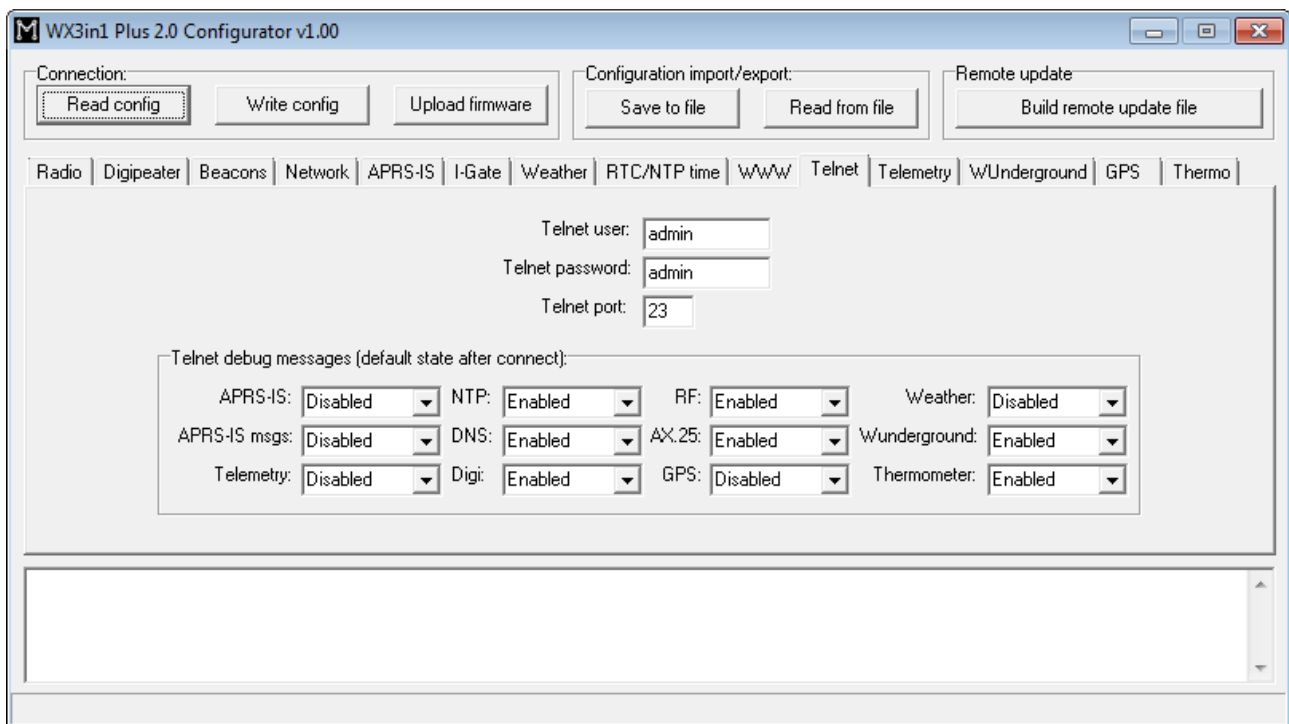 WX3in1 Plus 2.0 Configurator v1.00
Connection: Configuration import/export: Remote update
Read config Write config Upload firmware Save to file Read from file Build remote update file
Radio Digipeater Beacons Network APRS-IS I-Gate Weather RTC/NTP time WWW Telnet Telemetry WUnderground GPS Thermo
Telnet user: admin
Telnet password: admin
Telnet port: 23
Telnet debug messages (default state after connect):
APRS-IS: Disabled NTP: Enabled RF: Enabled Weather: Disabled
APRS-IS msgs: Disabled DNS: Enabled AX.25: Enabled Wunderground: Enabled
Telemetry: Disabled Digi: Enabled GPS: Disabled Thermometer: Enabled